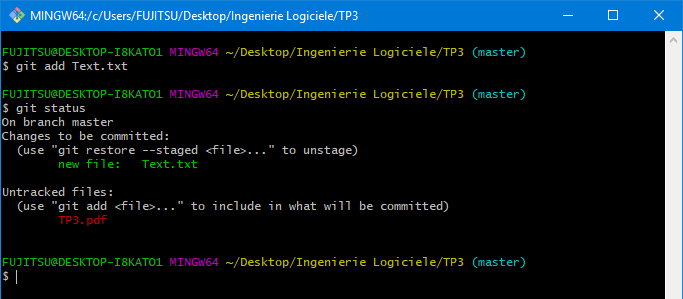 MINGW64:/c/Users/FUJITSU/Desktop/Ingenierie Logiciele/TP3
FUJITSU@DESKTOP-I8KATO1 MINGW64 ~/Desktop/Ingenierie Logiciele/TP3 (master)
$ git add Text.txt
FUJITSU@DESKTOP-I8KATO1 MINGW64 ~/Desktop/Ingenierie Logiciele/TP3 (master)
$ git status
On branch master
Changes to be committed:
  (use "git restore --staged <file>..." to unstage)
        new file:   Text.txt
Untracked files:
  (use "git add <file>..." to include in what will be committed)
        TP3.pdf
FUJITSU@DESKTOP-I8KATO1 MINGW64 ~/Desktop/Ingenierie Logiciele/TP3 (master)
$